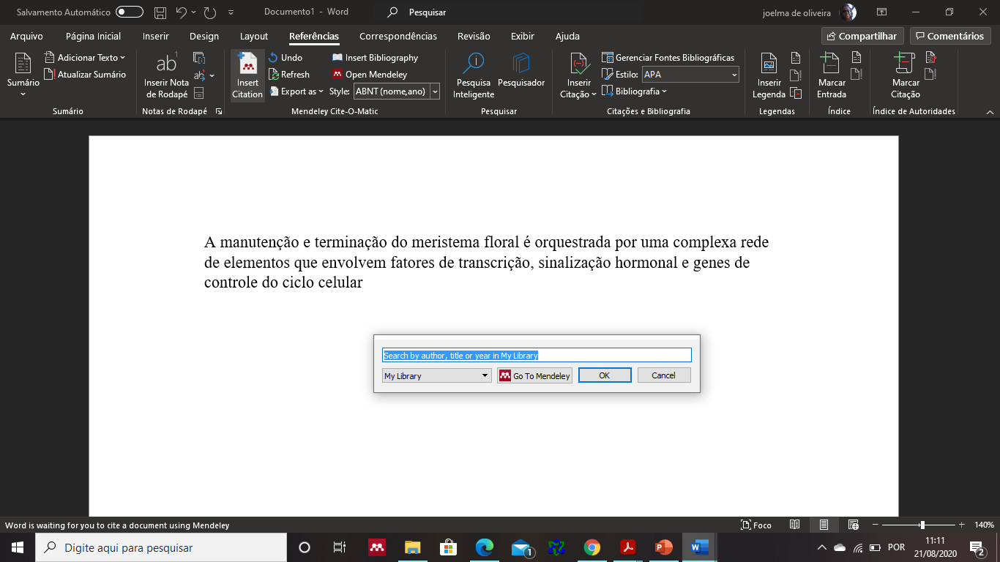 Salvamento Automático
Documento1 - Word
Pesquisar
joelma de oliveira
Arquivo Página Inicial Inserir Design Layout Referências Correspondências Revisão Exibir Ajuda
Compartilhar Comentários
Sumário
Adicionar Texto
Atualizar Sumário
Sumário
ab1
Inserir Nota
de Rodapé
ab
Notas de Rodapé
Insert
Citation
Undo
Refresh
Export as
Insert Bibliography
Open Mendeley
Style: ABNT (nome,ano)
Mendeley Cite-O-Matic
Pesquisa
Inteligente
Pesquisador
Pesquisar
Inserir
Citação
Gerenciar Fontes Bibliográficas
Estilo: APA
Bibliografia
Citações e Bibliografia
Inserir
Legenda
Legendas
Marcar
Entrada
Índice
Marcar
Citação
Índice de Autoridades
A manutenção e terminação do meristema floral é orquestrada por uma complexa rede
de elementos que envolvem fatores de transcrição, sinalização hormonal e genes de
controle do ciclo celular
Search by author, title or year in My Library
My Library
Go To Mendeley
OK
Cancel
Word is waiting for you to cite a document using Mendeley
Foco
140%
Digite aqui para pesquisar
1
POR
11:11
21/08/2020
2